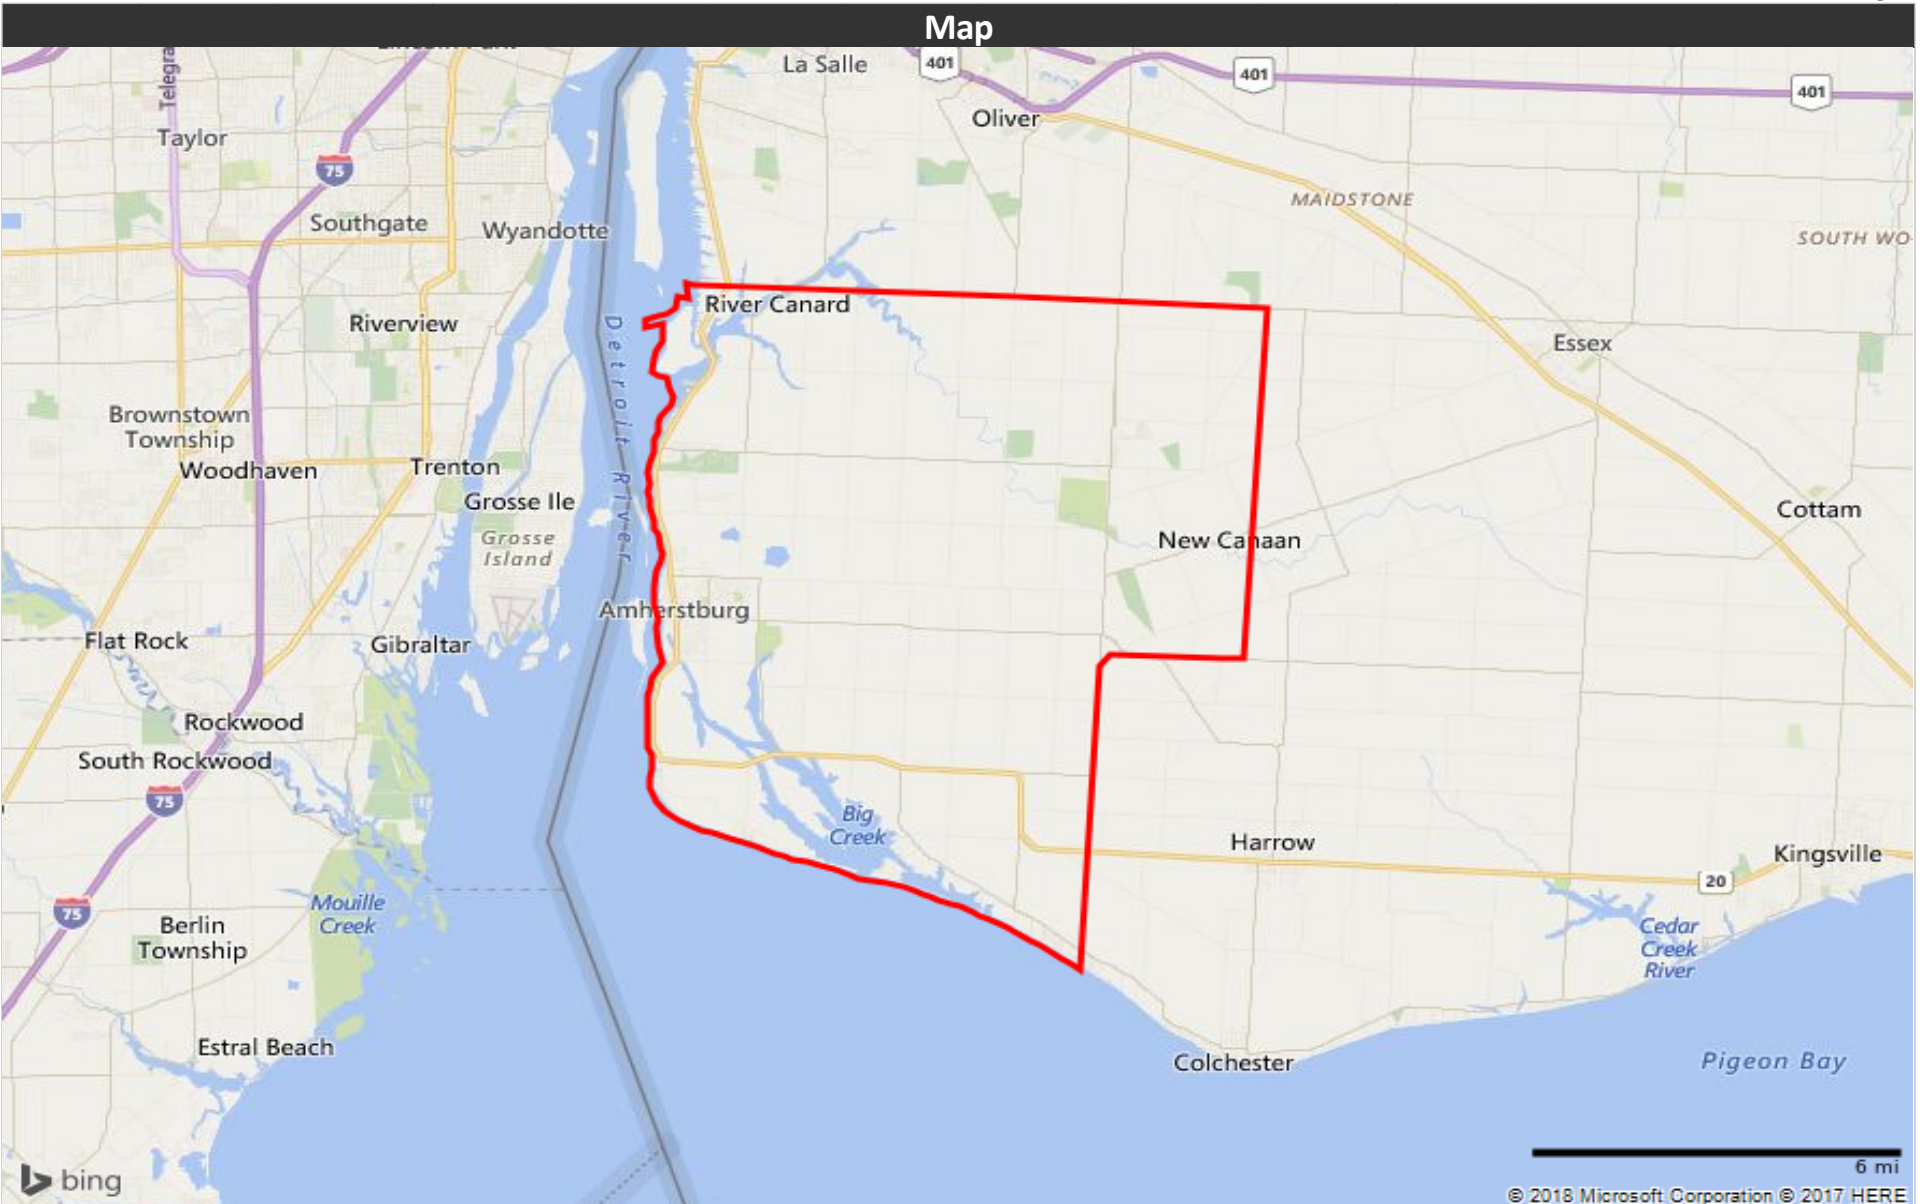 Map
La Salle
401
401
401
Telegra
Oliver
Taylor
75
MAIDSTONE
Southgate
Wyandotte
SOUTH WO
River Canard
Riverview
Essex
Detroit River
Brownstown
Township
Woodhaven
Trenton
Grosse Ile
Cottam
Grosse
Island
New Canaan
Amherstburg
Flat Rock
Gibraltar
Rockwood
South Rockwood
75
Big
Creek
Harrow
Kingsville
20
75
Mouille
Creek
Berlin
Township
Cedar
Creek
River
Estral Beach
Colchester
Pigeon Bay
6 mi
bing
© 2018 Microsoft Corporation © 2017 HERE